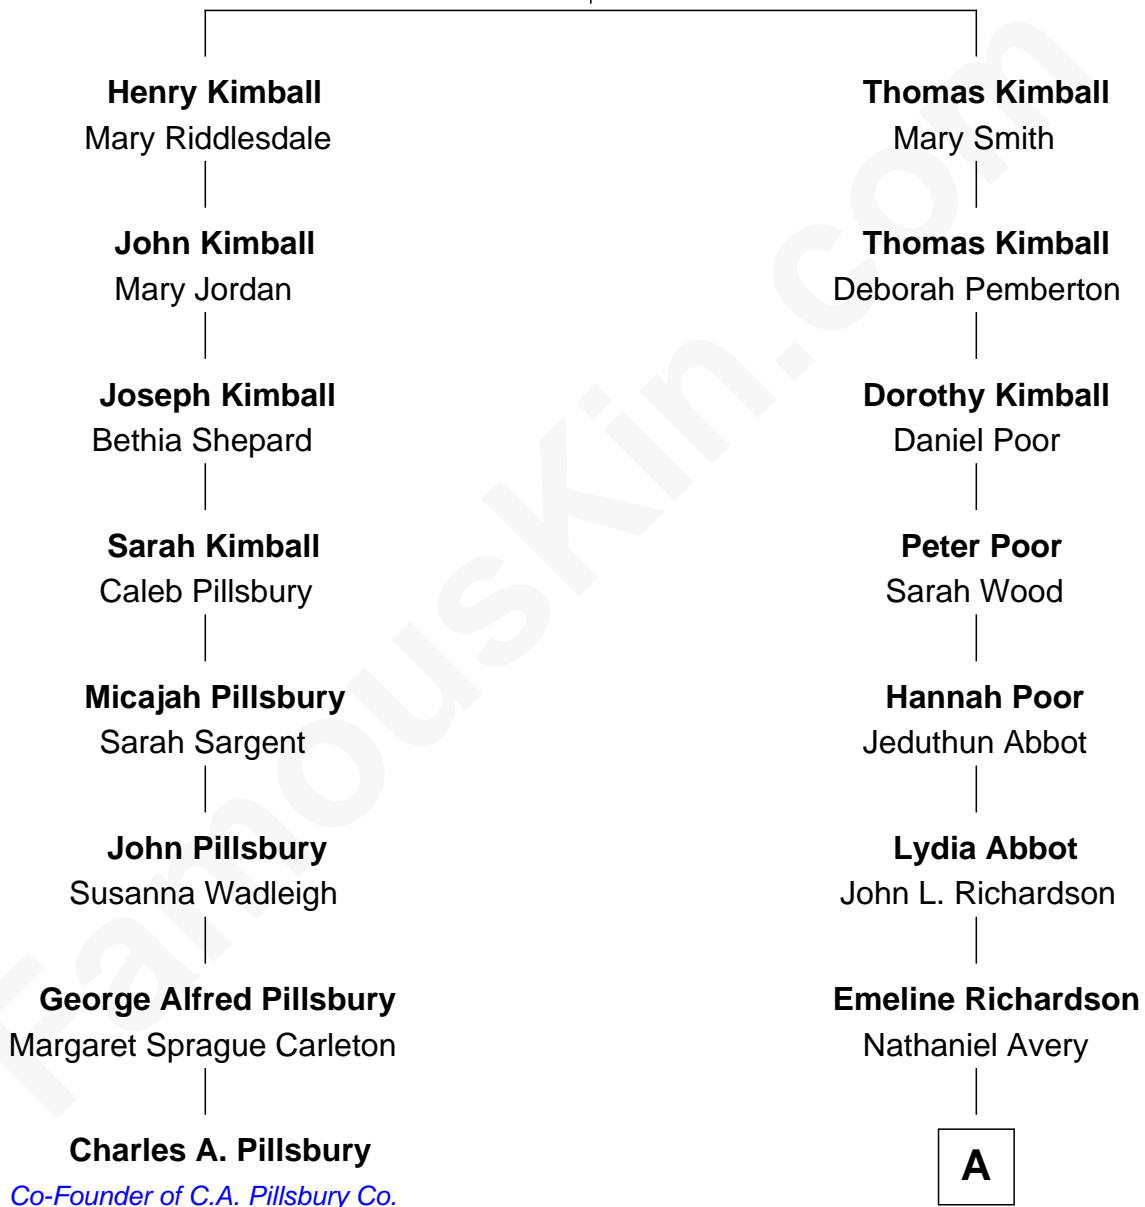 Henry Kimball
Mary Riddlesdale
John Kimball
Mary Jordan
Joseph Kimball
Bethia Shepard
Sarah Kimball
Caleb Pillsbury
Micajah Pillsbury
Sarah Sargent
John Pillsbury
Susanna Wadleigh
George Alfred Pillsbury
Margaret Sprague Carleton
Charles A. Pillsbury
Co-Founder of C.A. Pillsbury Co.
Thomas Kimball
Mary Smith
Thomas Kimball
Deborah Pemberton
Dorothy Kimball
Daniel Poor
Peter Poor
Sarah Wood
Hannah Poor
Jeduthun Abbot
Lydia Abbot
John L. Richardson
Emeline Richardson
Nathaniel Avery
A
FamousKin.com